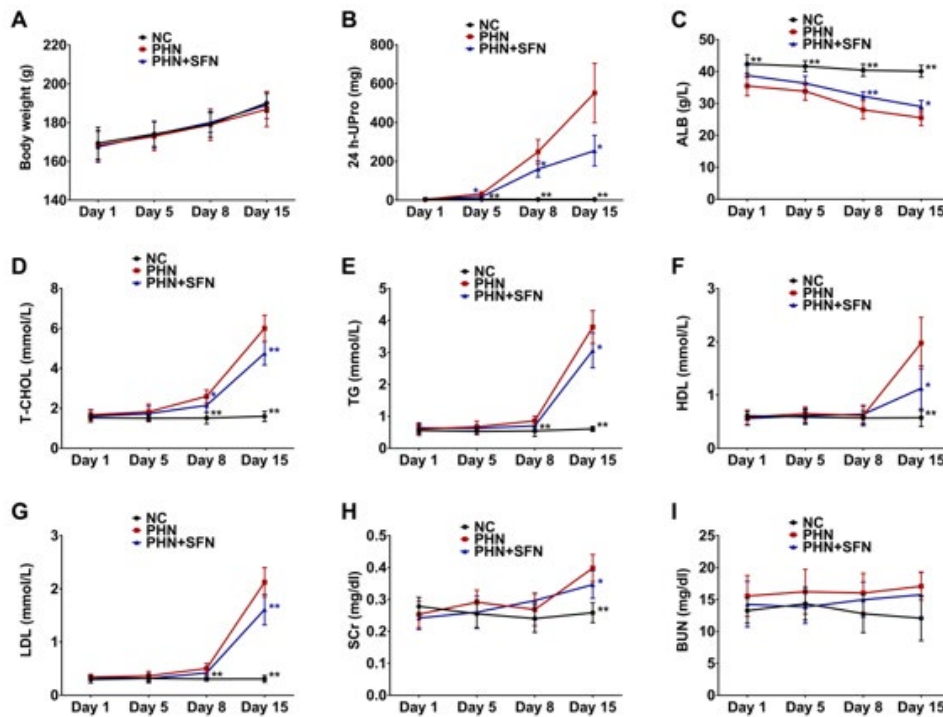 A
NC
PHN
PHN+SFN
Body weight (g)
200
180
160
140
Day 1 Day 5 Day 8 Day 15
B
NC
PHN
PHN+SFN
24 h-UPro (mg)
800
600
400
200
0
* ** * ** * **
Day 1 Day 5 Day 8 Day 15
C
NC
PHN
PHN+SFN
ALB (g/L)
50
40
30
20
10
0
** ** ** ** ** *
Day 1 Day 5 Day 8 Day 15
D
NC
PHN
PHN+SFN
T-CHOL (mmol/L)
8
6
4
2
0
* ** ** **
Day 1 Day 5 Day 8 Day 15
E
NC
PHN
PHN+SFN
TG (mmol/L)
5
4
3
2
1
0
** * **
Day 1 Day 5 Day 8 Day 15
F
NC
PHN
PHN+SFN
HDL (mmol/L)
3
2
1
0
* **
Day 1 Day 5 Day 8 Day 15
G
NC
PHN
PHN+SFN
LDL (mmol/L)
3
2
1
0
** ** **
Day 1 Day 5 Day 8 Day 15
H
NC
PHN
PHN+SFN
SCr (mg/dl)
0.5
0.4
0.3
0.2
0.1
0.0
* **
Day 1 Day 5 Day 8 Day 15
I
NC
PHN
PHN+SFN
BUN (mg/dl)
25
20
15
10
5
0
Day 1 Day 5 Day 8 Day 15